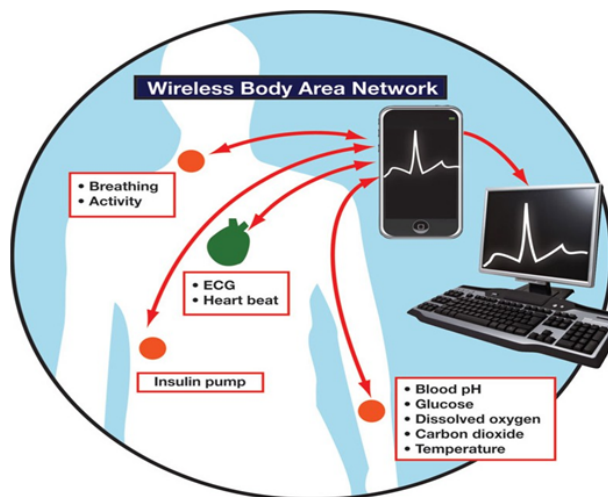 Wireless Body Area Network
• Breathing
• Activity
• ECG
• Heart beat
Insulin pump
• Blood pH
• Glucose
• Dissolved oxygen
• Carbon dioxide
• Temperature